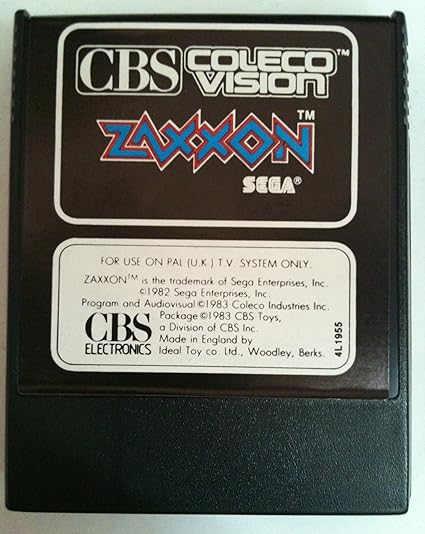 CBS COLECO VISION™
ZAXXON™
SEGA®
FOR USE ON PAL (U.K.) T.V. SYSTEM ONLY.
ZAXXON™ is the trademark of Sega Enterprises, Inc.
©1982 Sega Enterprises, Inc.
Program and Audiovisual ©1983 Coleco Industries Inc.
Package ©1983 CBS Toys,
a Division of CBS Inc.
Made in England by
Ideal Toy co. Ltd., Woodley, Berks.
CBS
ELECTRONICS
4L1955